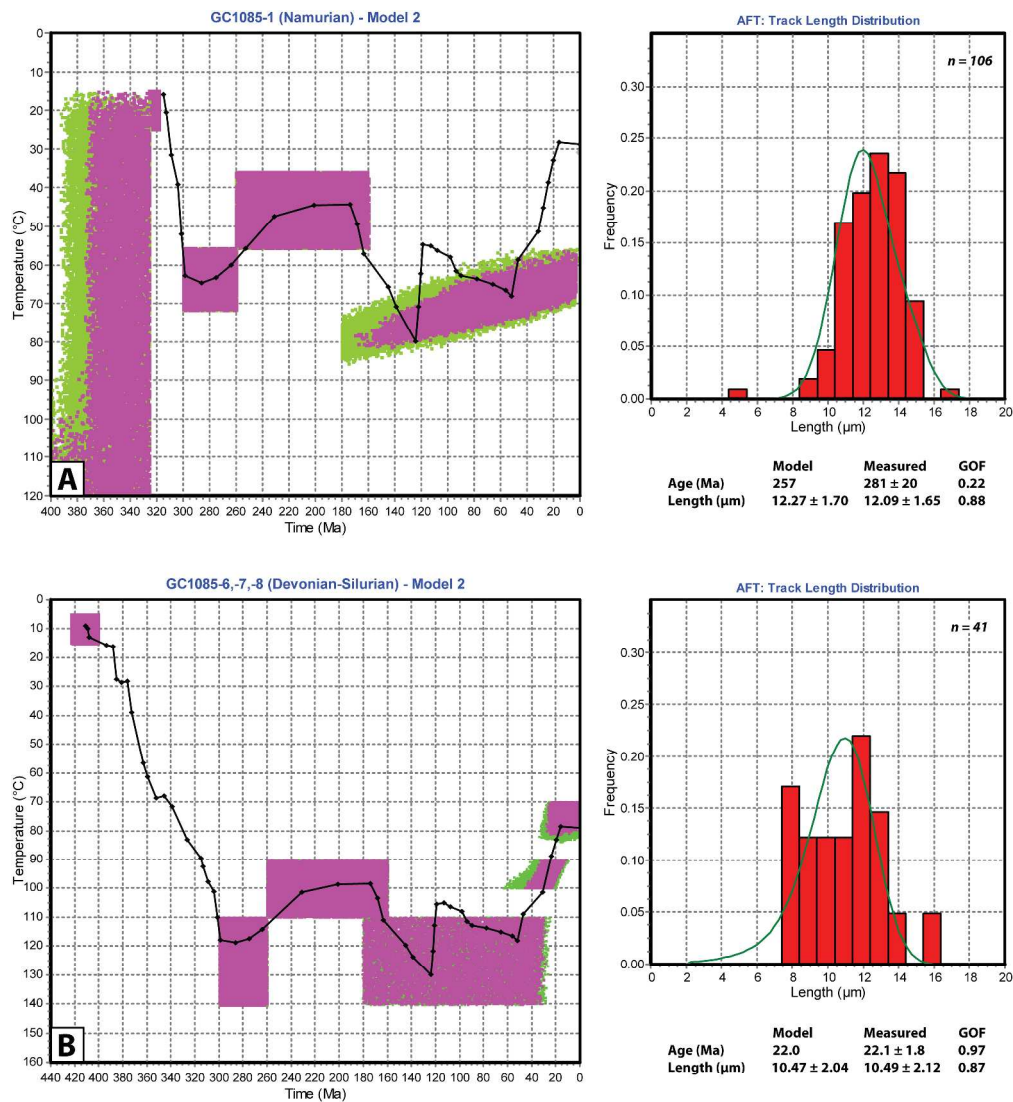 GC1085-1 (Namurian) - Model 2
0
10
20
30
40
50
60
70
80
90
100
110
120
Temperature (°C)
A
400 380 360 340 320 300 280 260 240 220 200 180 160 140 120 100 80 60 40 20 0
Time (Ma)
AFT: Track Length Distribution
n = 106
0.30
0.25
0.20
0.15
0.10
0.05
0.00
Frequency
0 2 4 6 8 10 12 14 16 18 20
Length (µm)
Model Measured GOF
Age (Ma) 257 281 ± 20 0.22
Length (µm) 12.27 ± 1.70 12.09 ± 1.65 0.88
GC1085-6,-7,-8 (Devonian-Silurian) - Model 2
0
10
20
30
40
50
60
70
80
90
100
110
120
130
140
150
160
Temperature (°C)
B
440 420 400 380 360 340 320 300 280 260 240 220 200 180 160 140 120 100 80 60 40 20 0
Time (Ma)
AFT: Track Length Distribution
n = 41
0.30
0.25
0.20
0.15
0.10
0.05
0.00
Frequency
0 2 4 6 8 10 12 14 16 18 20
Length (µm)
Model Measured GOF
Age (Ma) 22.0 22.1 ± 1.8 0.97
Length (µm) 10.47 ± 2.04 10.49 ± 2.12 0.87